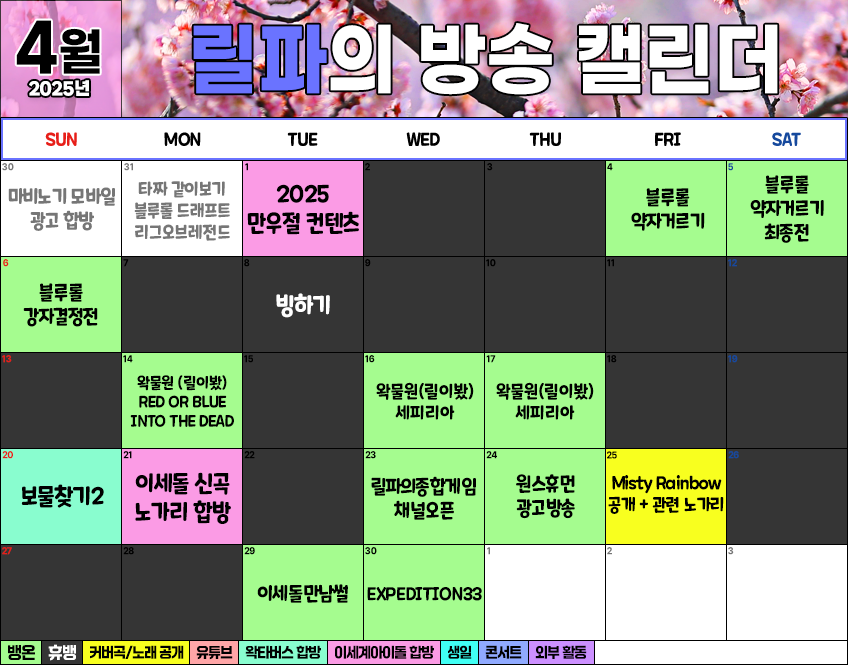 4월
2025년
릴파의 방송 캘린더
SUN MON TUE WED THU FRI SAT
30
마비노기 모바일
광고 합방
31
타짜 같이보기
블루롤 드래프트
리그오브레전드
1
2025
만우절 컨텐츠
2
3
4
블루롤
약자거르기
5
블루롤
약자거르기
최종전
6
블루롤
강자결정전
7
8
빙하기
9
10
11
12
13
14
왁물원 (릴이봤)
RED OR BLUE
INTO THE DEAD
15
16
왁물원(릴이봤)
세피리아
17
왁물원(릴이봤)
세피리아
18
19
20
보물찾기2
21
이세돌 신곡
노가리 합방
22
23
릴파의종합게임
채널오픈
24
원스휴먼
광고방송
25
Misty Rainbow
공개 + 관련 노가리
26
27
28
29
이세돌만남썰
30
EXPEDITION33
1
2
3
뱅온 휴뱅 커버곡/노래 공개 유튜브 왁타버스 합방 이세계아이돌 합방 생일 콘서트 외부 활동